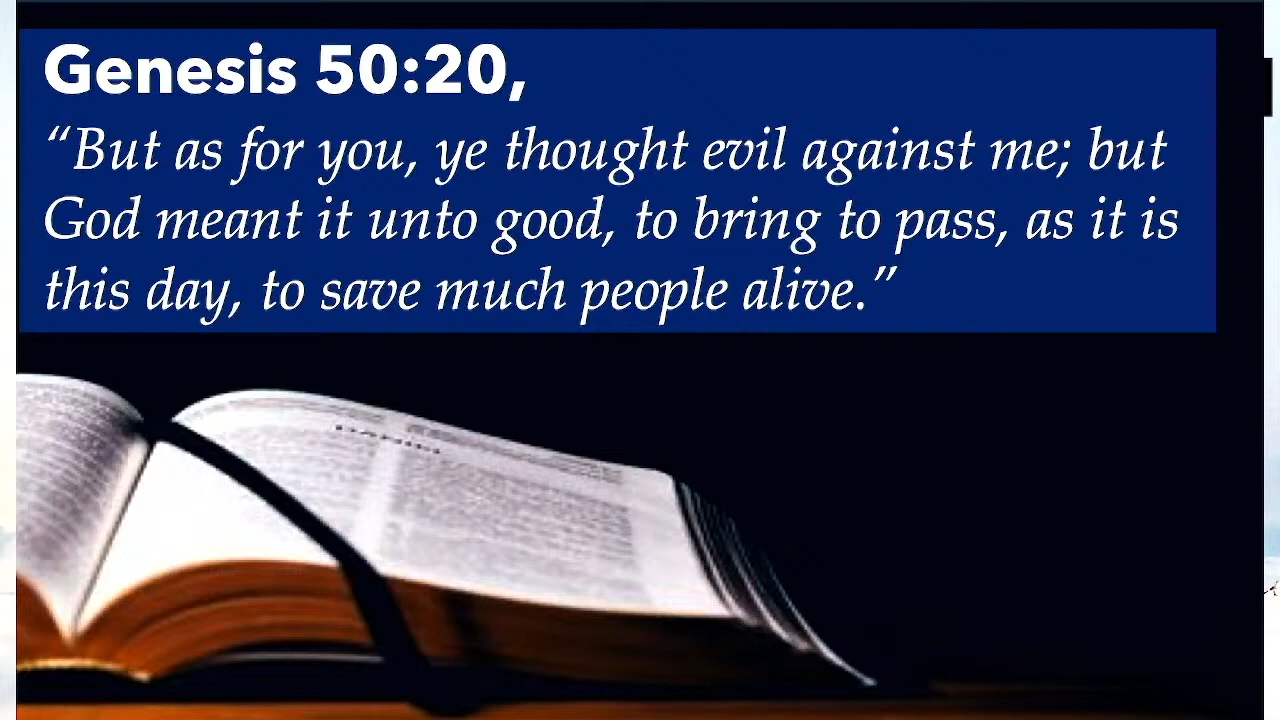 Genesis 50:20,
“But as for you, ye thought evil against me; but
God meant it unto good, to bring to pass, as it is
this day, to save much people alive.”